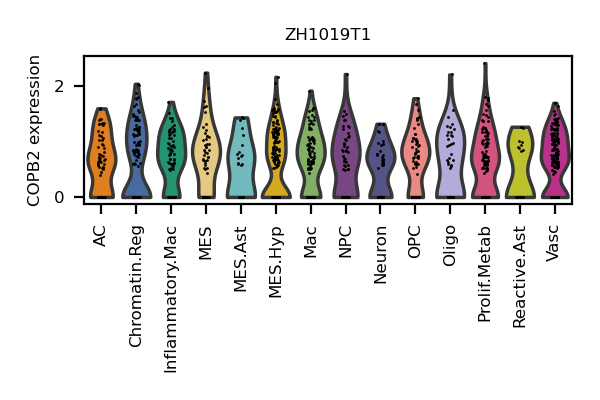 ZH1019T1
COPB2 expression
2
0
AC
Chromatin.Reg
Inflammatory.Mac
MES
MES.Ast
MES.Hyp
Mac
NPC
Neuron
OPC
Oligo
Prolif.Metab
Reactive.Ast
Vasc